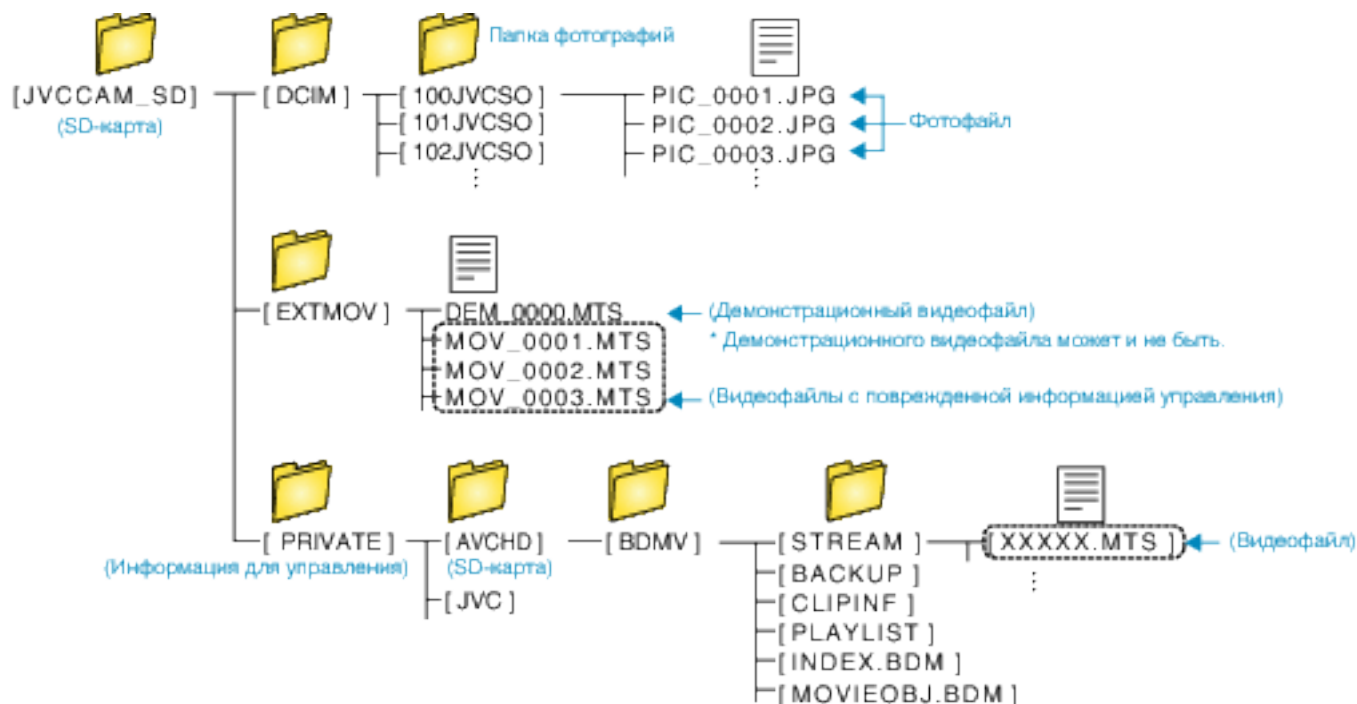 Папка фотографий
[JVCCAM_SD]
(SD-карта)
[DCIM]
[100JVCSO]
[101JVCSO]
[102JVCSO]
PIC_0001.JPG
PIC_0002.JPG
PIC_0003.JPG
Фотофайл
[EXTMOV]
DEM_0000.MTS
(Демонстрационный видеофайл)
MOV_0001.MTS
* Демонстрационного видеофайла может и не быть.
MOV_0002.MTS
MOV_0003.MTS
(Видеофайлы с поврежденной информацией управления)
[PRIVATE]
(Информация для управления)
[AVCHD]
(SD-карта)
[JVC]
[BDMV]
[STREAM]
[BACKUP]
[CLIPINF]
[PLAYLIST]
[INDEX.BDM]
[MOVIEOBJ.BDM]
[XXXXX.MTS]
(Видеофайл)